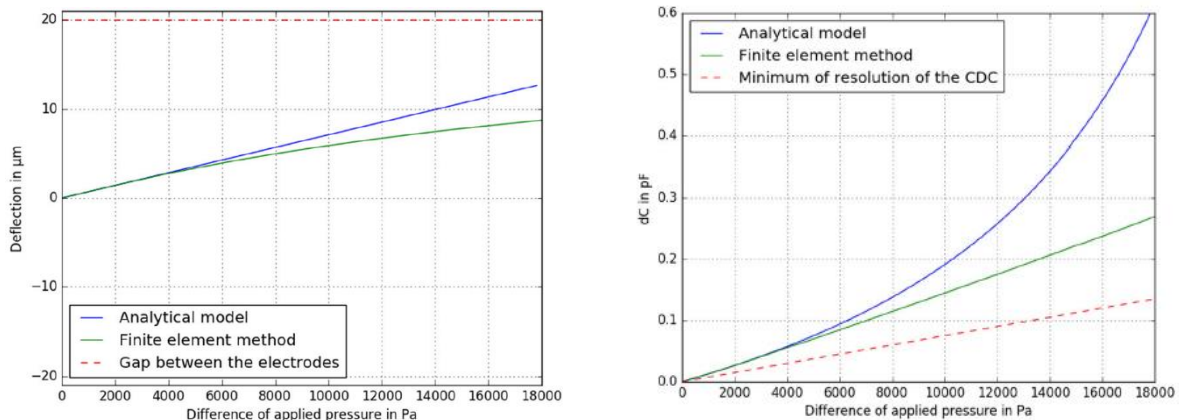 20
10
0
−10
−20
Deflection in µm
Analytical model
Finite element method
Gap between the electrodes
0 2000 4000 6000 8000 10000 12000 14000 16000 18000
Difference of applied pressure in Pa
0.6
0.5
0.4
0.3
0.2
0.1
0.0
dC in pF
Analytical model
Finite element method
Minimum of resolution of the CDC
0 2000 4000 6000 8000 10000 12000 14000 16000 18000
Difference of applied pressure in Pa